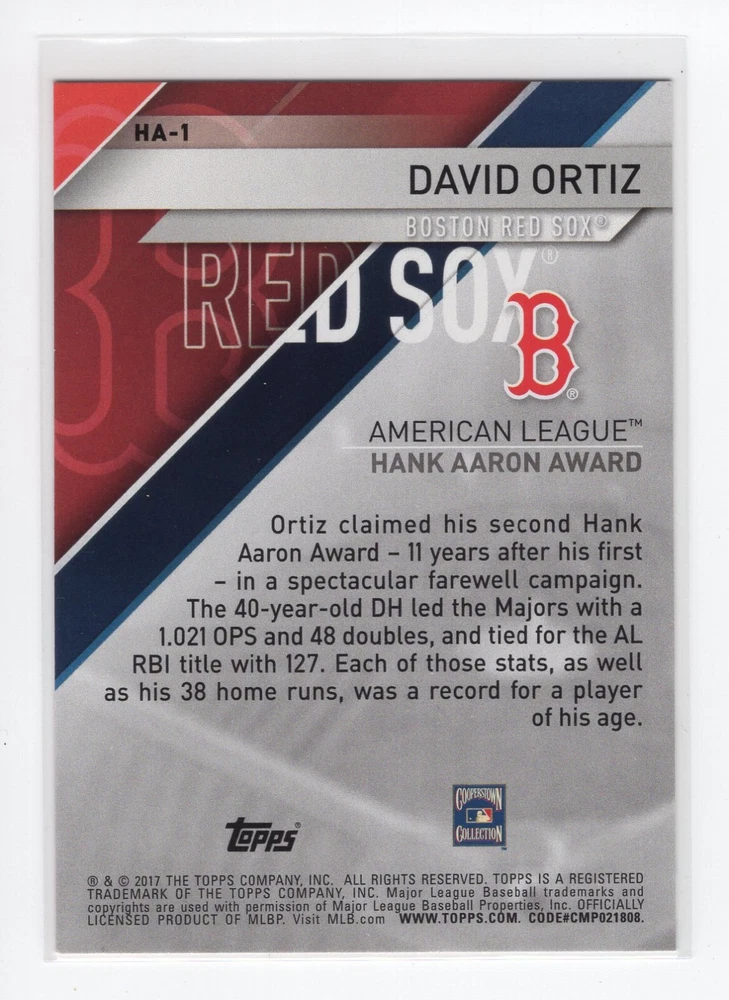 HA-1
DAVID ORTIZ
BOSTON RED SOX®
RED SOX®
B®
AMERICAN LEAGUE™
HANK AARON AWARD
Ortiz claimed his second Hank
Aaron Award – 11 years after his first
– in a spectacular farewell campaign.
The 40-year-old DH led the Majors with a
1.021 OPS and 48 doubles, and tied for the AL
RBI title with 127. Each of those stats, as well
as his 38 home runs, was a record for a player
of his age.
COOPERSTOWN
COLLECTION™
TOPPS®
® & © 2017 THE TOPPS COMPANY, INC. ALL RIGHTS RESERVED. TOPPS IS A REGISTERED
TRADEMARK OF THE TOPPS COMPANY, INC. Major League Baseball trademarks and
copyrights are used with permission of Major League Baseball Properties, Inc. OFFICIALLY
LICENSED PRODUCT OF MLBP. Visit MLB.com WWW.TOPPS.COM. CODE#CMP021808.